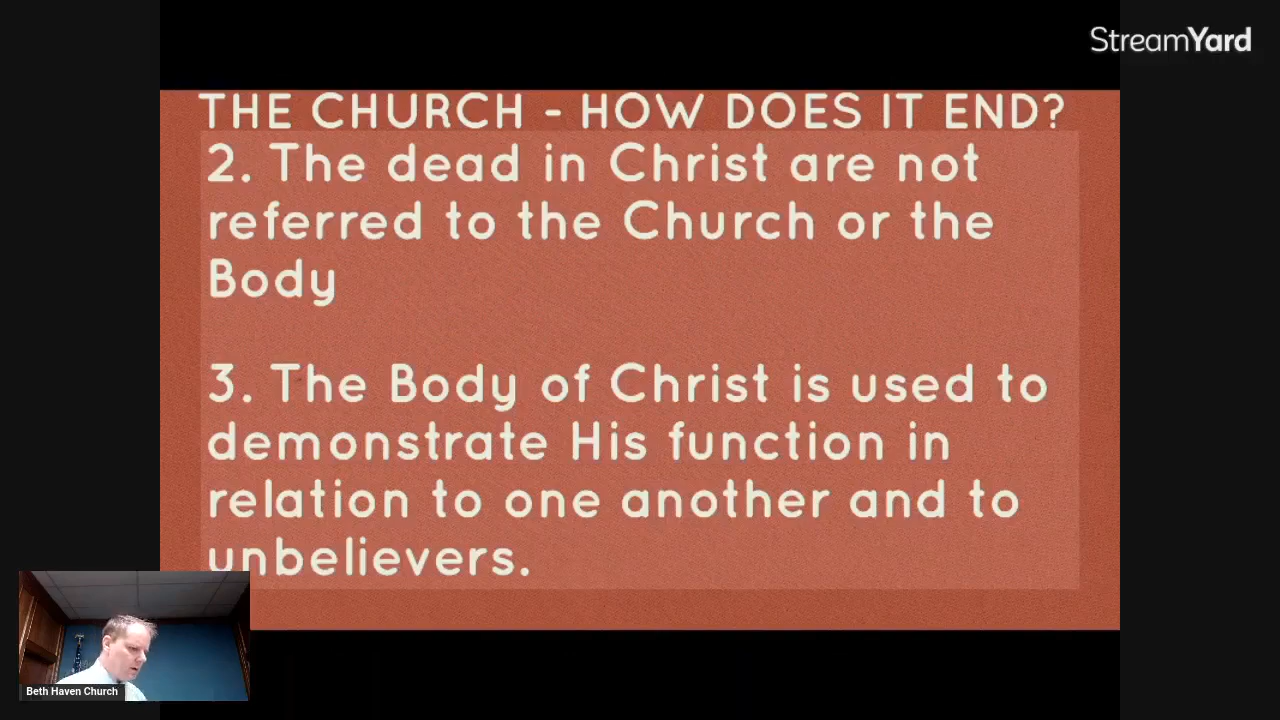 StreamYard
THE CHURCH - HOW DOES IT END?
2. The dead in Christ are not
referred to the Church or the
Body
3. The Body of Christ is used to
demonstrate His function in
relation to one another and to
unbelievers.
Beth Haven Church